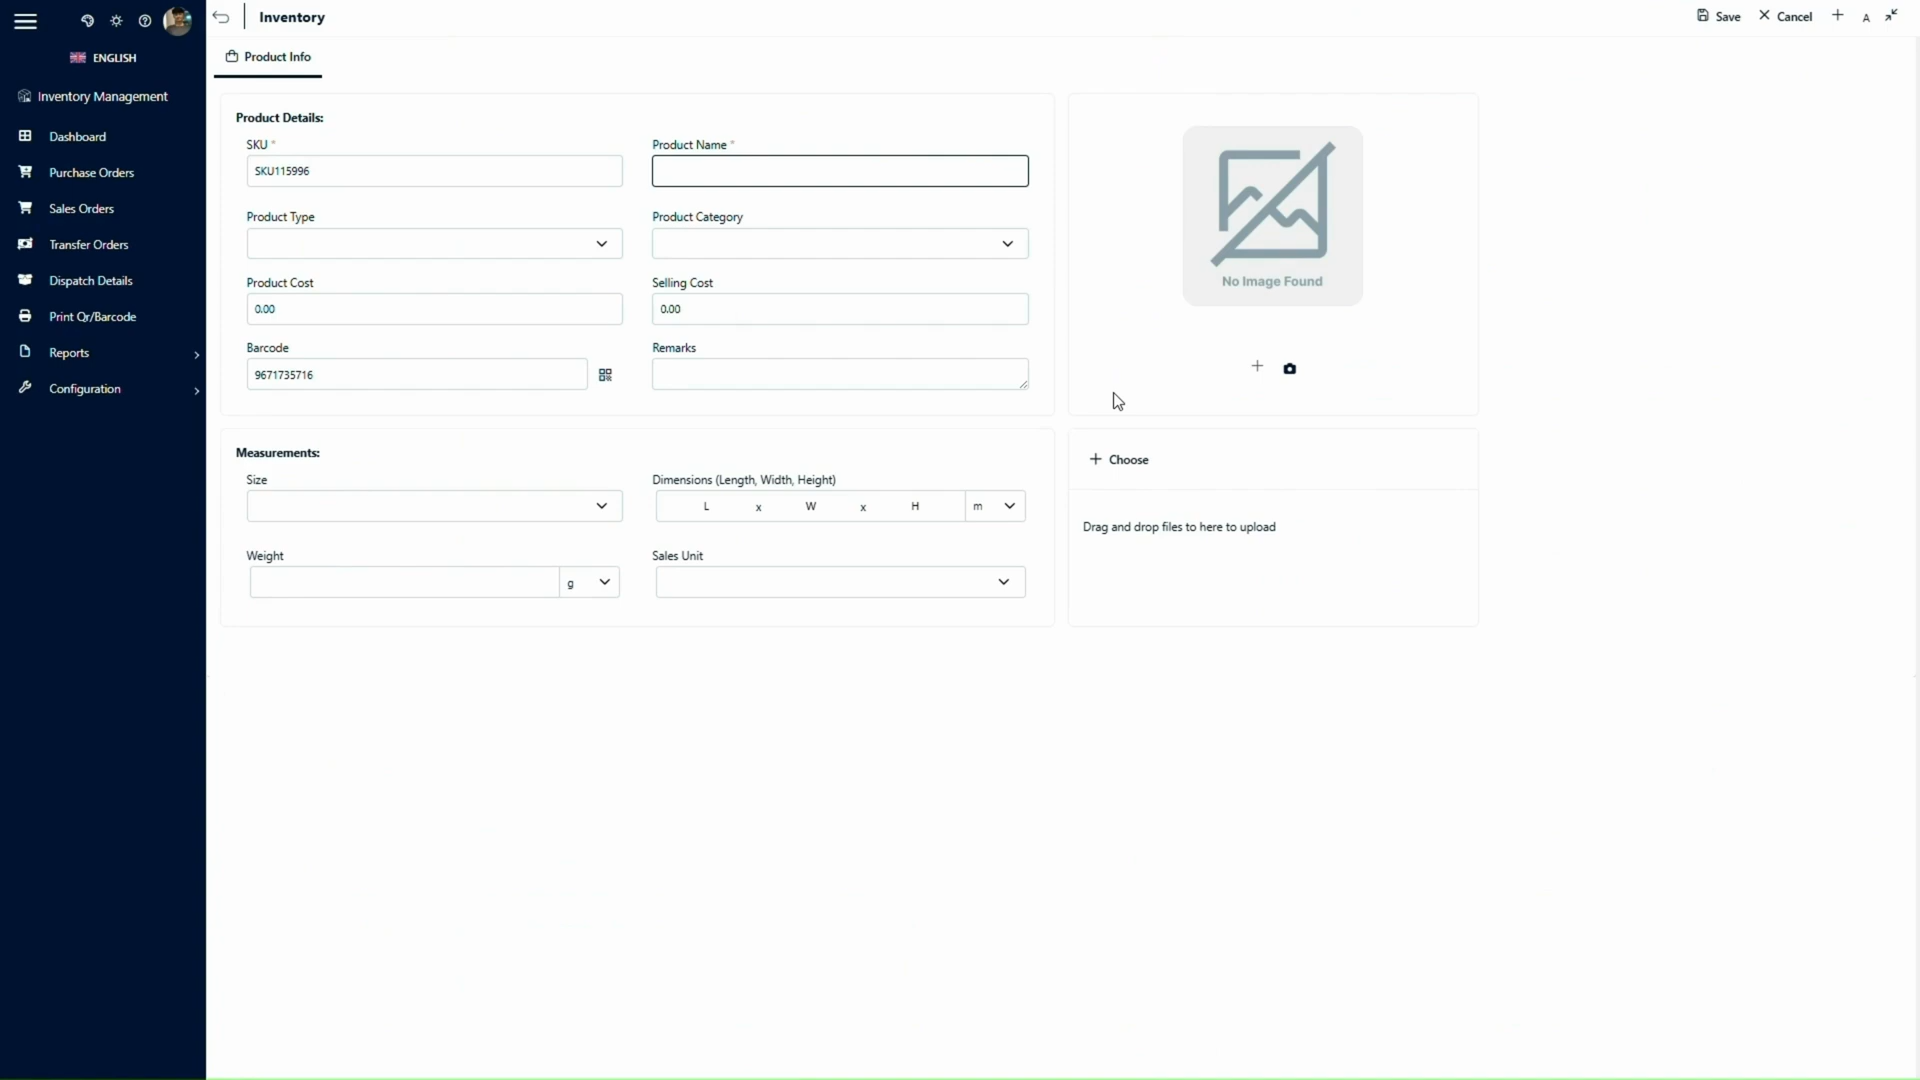 Inventory
Save
Cancel
A
ENGLISH
Product Info
Inventory Management
Dashboard
Purchase Orders
Sales Orders
Transfer Orders
Dispatch Details
Print Qr/Barcode
Reports
Configuration
Product Details:
SKU *
SKU115996
Product Name *
Product Type
Product Category
Product Cost
0.00
Selling Cost
0.00
Barcode
9671735716
Remarks
No Image Found
Measurements:
Size
Dimensions (Length, Width, Height)
L x W x H m
Weight
g
Sales Unit
Choose
Drag and drop files to here to upload